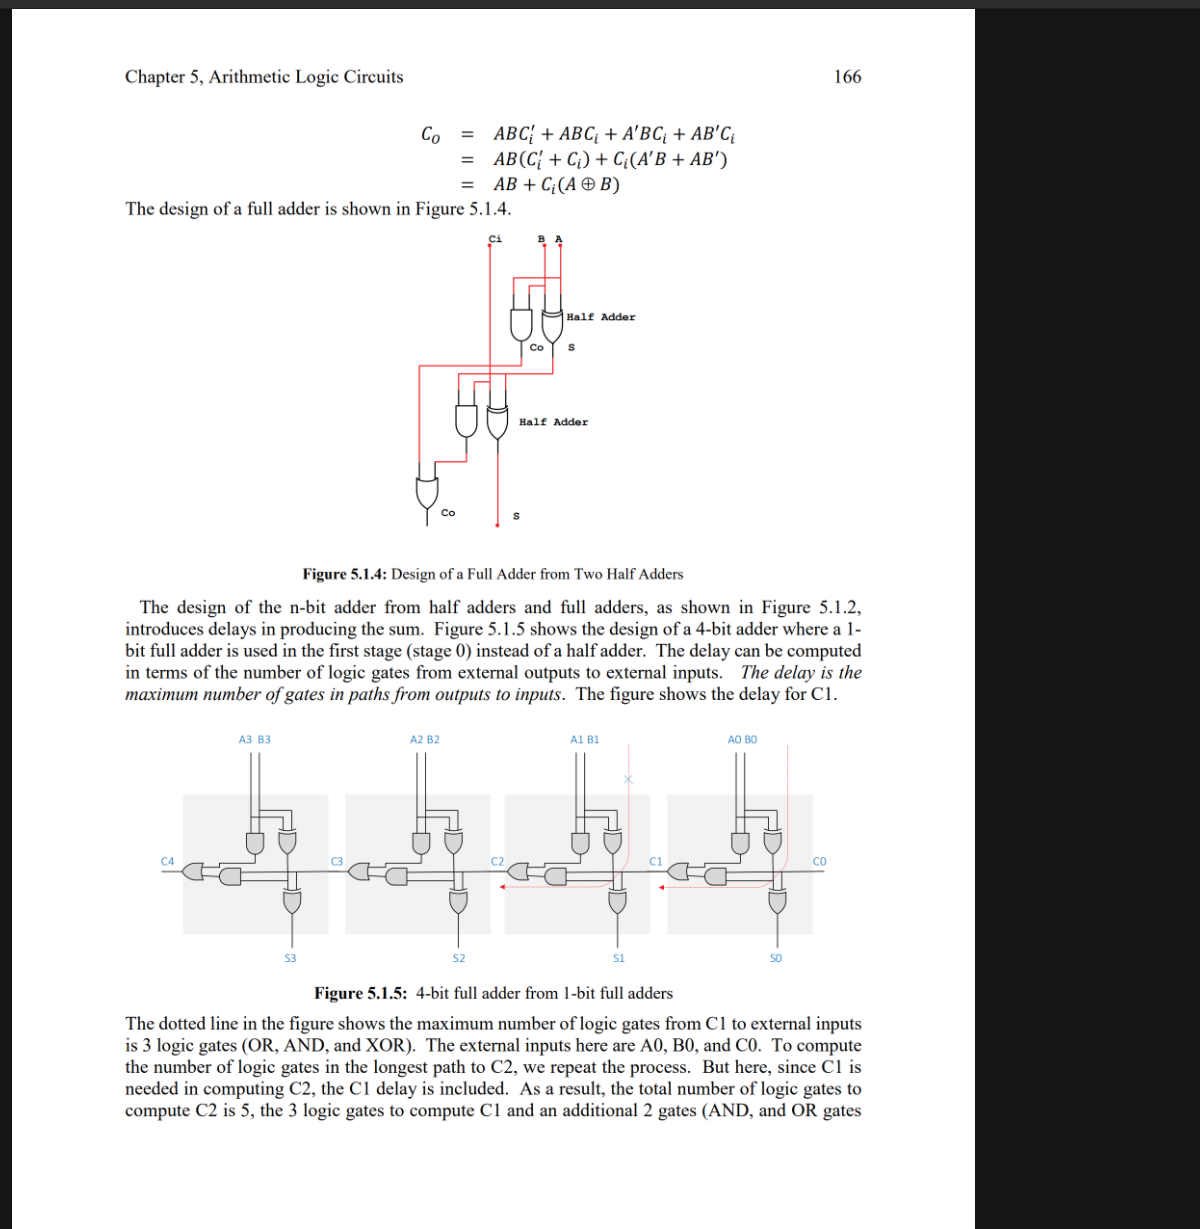 Chapter 5, Arithmetic Logic Circuits 166
C_O = ABC_i′ + ABC_i + A′BC_i + AB′C_i
= AB(C_i′ + C_i) + C_i(A′B + AB′)
= AB + C_i(A ⊕ B)
The design of a full adder is shown in Figure 5.1.4.
Ci B A
Half Adder
Co S
Half Adder
Co S
Figure 5.1.4: Design of a Full Adder from Two Half Adders
The design of the n-bit adder from half adders and full adders, as shown in Figure 5.1.2,
introduces delays in producing the sum. Figure 5.1.5 shows the design of a 4-bit adder where a 1-
bit full adder is used in the first stage (stage 0) instead of a half adder. The delay can be computed
in terms of the number of logic gates from external outputs to external inputs. The delay is the
maximum number of gates in paths from outputs to inputs. The figure shows the delay for C1.
A3 B3 A2 B2 A1 B1 A0 B0
C4 C3 C2 C1 C0
S3 S2 S1 S0
Figure 5.1.5: 4-bit full adder from 1-bit full adders
The dotted line in the figure shows the maximum number of logic gates from C1 to external inputs
is 3 logic gates (OR, AND, and XOR). The external inputs here are A0, B0, and C0. To compute
the number of logic gates in the longest path to C2, we repeat the process. But here, since C1 is
needed in computing C2, the C1 delay is included. As a result, the total number of logic gates to
compute C2 is 5, the 3 logic gates to compute C1 and an additional 2 gates (AND, and OR gates